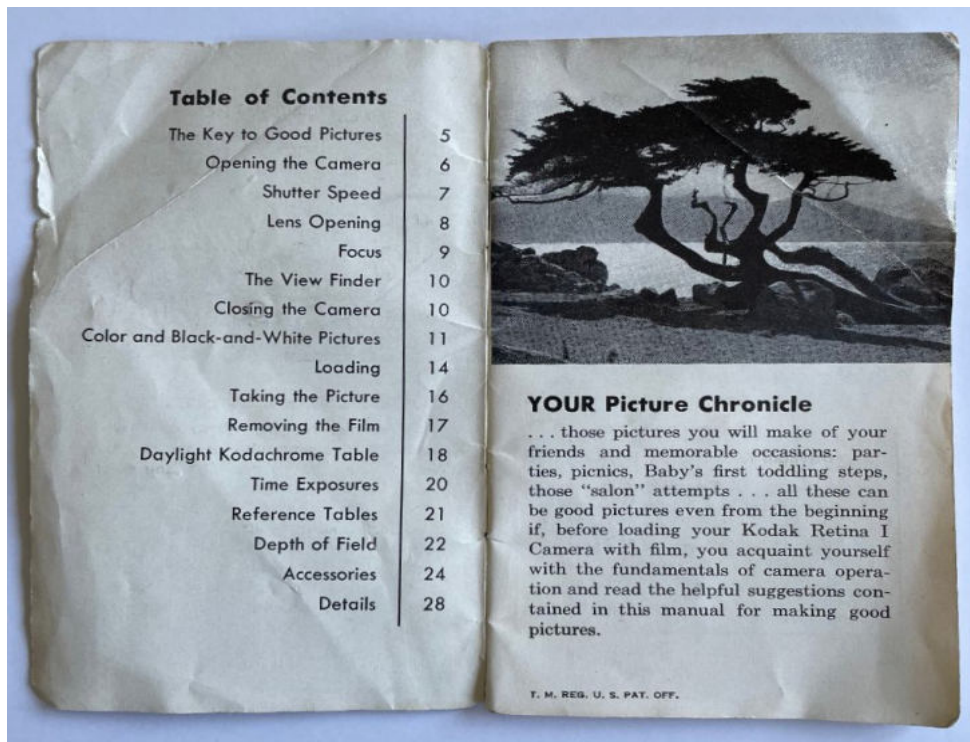 Table of Contents
The Key to Good Pictures 5
Opening the Camera 6
Shutter Speed 7
Lens Opening 8
Focus 9
The View Finder 10
Closing the Camera 10
Color and Black-and-White Pictures 11
Loading 14
Taking the Picture 16
Removing the Film 17
Daylight Kodachrome Table 18
Time Exposures 20
Reference Tables 21
Depth of Field 22
Accessories 24
Details 28
YOUR Picture Chronicle
. . . those pictures you will make of your
friends and memorable occasions: par-
ties, picnics, Baby's first toddling steps,
those "salon" attempts . . . all these can
be good pictures even from the beginning
if, before loading your Kodak Retina I
Camera with film, you acquaint yourself
with the fundamentals of camera opera-
tion and read the helpful suggestions con-
tained in this manual for making good
pictures.
T. M. REG. U. S. PAT. OFF.